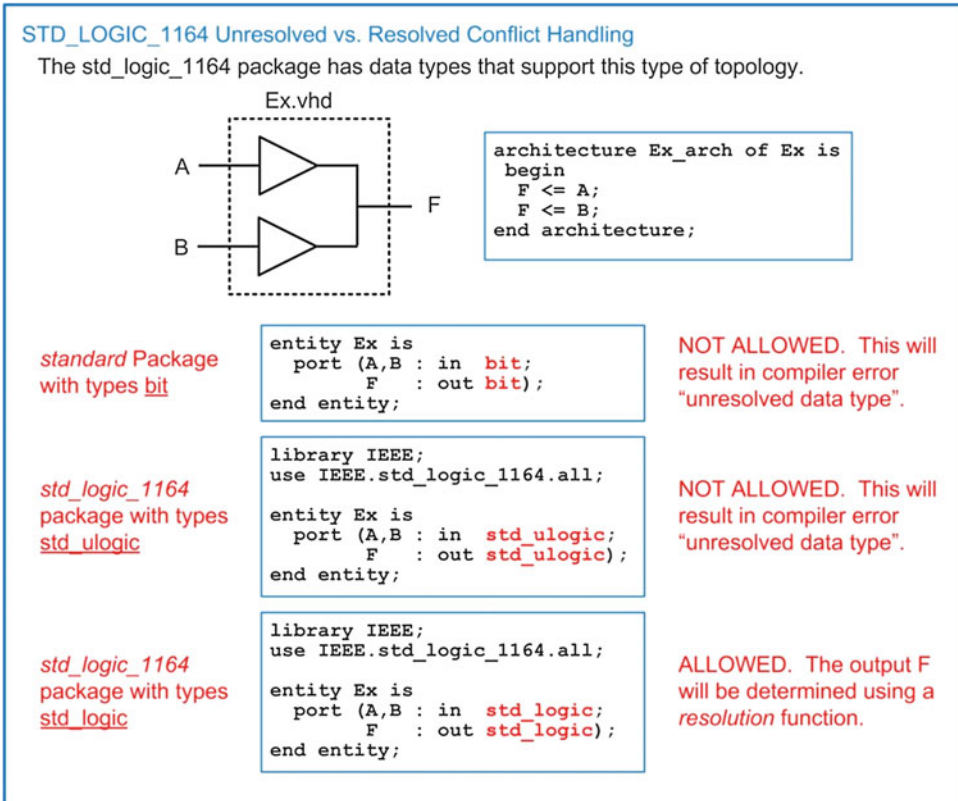 STD_LOGIC_1164 Unresolved vs. Resolved Conflict Handling
The std_logic_1164 package has data types that support this type of topology.
Ex.vhd
A
B
F
architecture Ex_arch of Ex is
begin
F <= A;
F <= B;
end architecture;
standard Package
with types bit
entity Ex is
port (A,B : in bit;
F : out bit);
end entity;
NOT ALLOWED. This will
result in compiler error
“unresolved data type”.
std_logic_1164
package with types
std_ulogic
library IEEE;
use IEEE.std_logic_1164.all;
entity Ex is
port (A,B : in std_ulogic;
F : out std_ulogic);
end entity;
NOT ALLOWED. This will
result in compiler error
“unresolved data type”.
std_logic_1164
package with types
std_logic
library IEEE;
use IEEE.std_logic_1164.all;
entity Ex is
port (A,B : in std_logic;
F : out std_logic);
end entity;
ALLOWED. The output F
will be determined using a
resolution function.